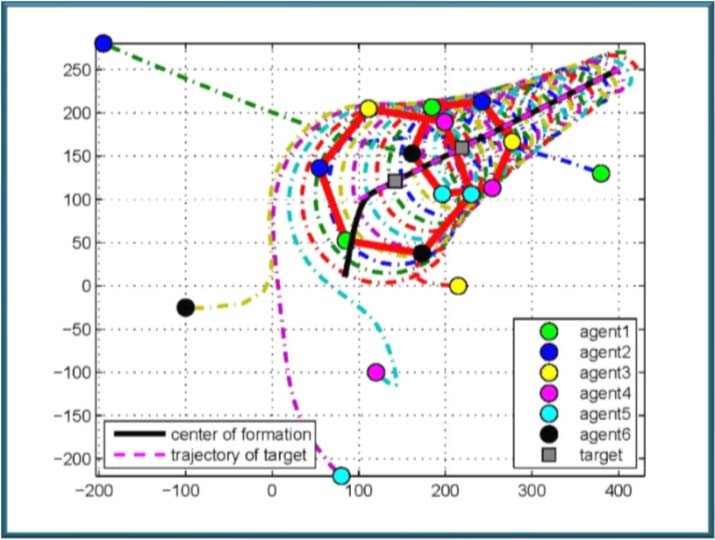 250
200
150
100
50
0
−50
−100
−150
−200
−200 −100 0 100 200 300 400
center of formation
trajectory of target
agent1
agent2
agent3
agent4
agent5
agent6
target